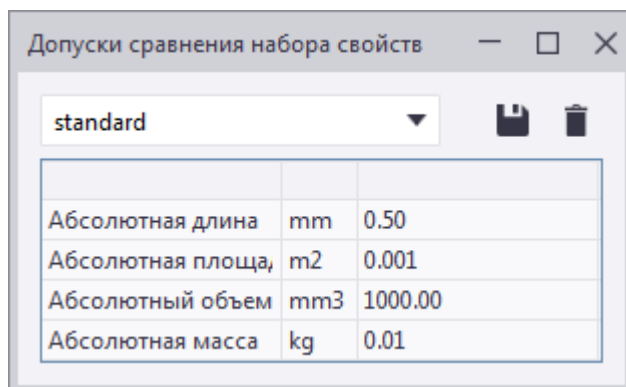 Допуски сравнения набора свойств
standard
Абсолютная длина mm 0.50
Абсолютная площад m2 0.001
Абсолютный объем mm3 1000.00
Абсолютная масса kg 0.01